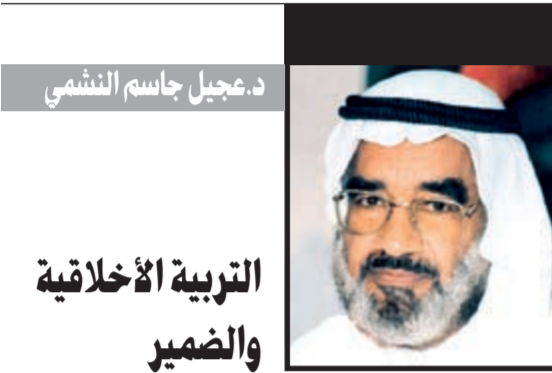 د.عجيل جاسم النشمي
التربية الأخلاقية
والضمير